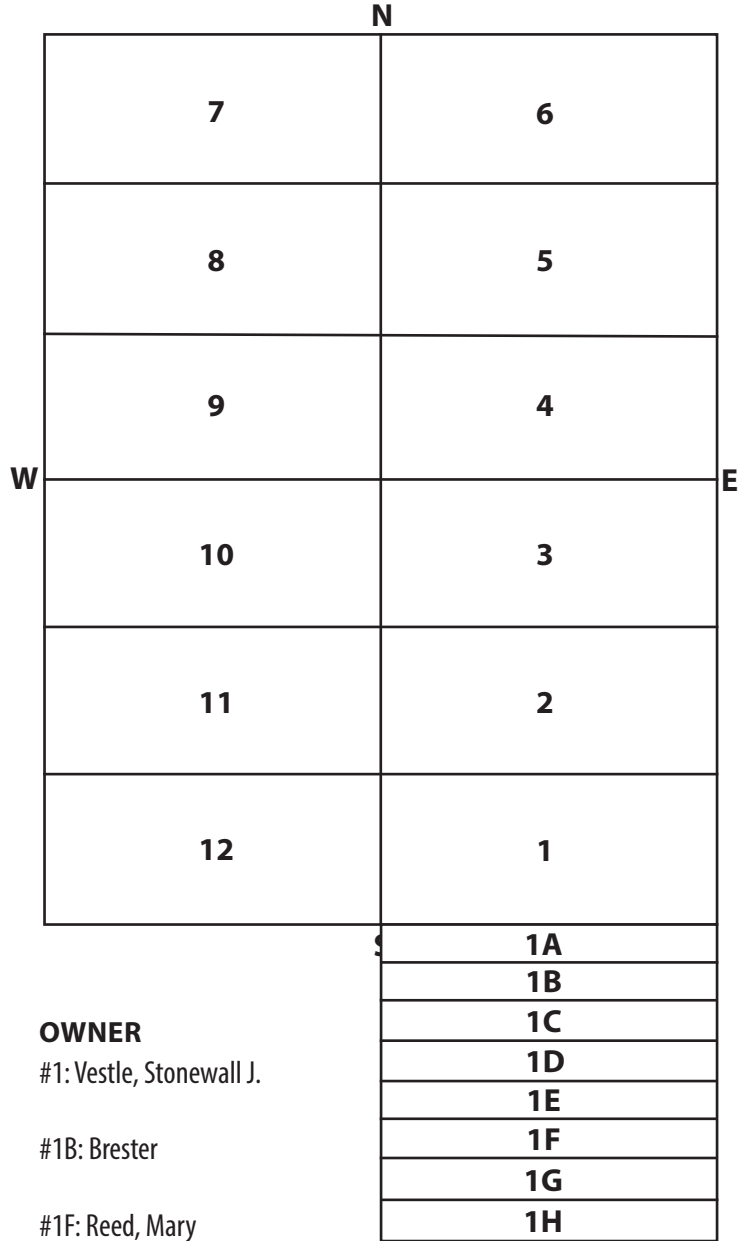 N
7 6
8 5
9 4
W E
10 3
11 2
12 1
1A
1B
OWNER 1C
#1: Vestle, Stonewall J. 1D
1E
#1B: Brester 1F
1G
#1F: Reed, Mary 1H